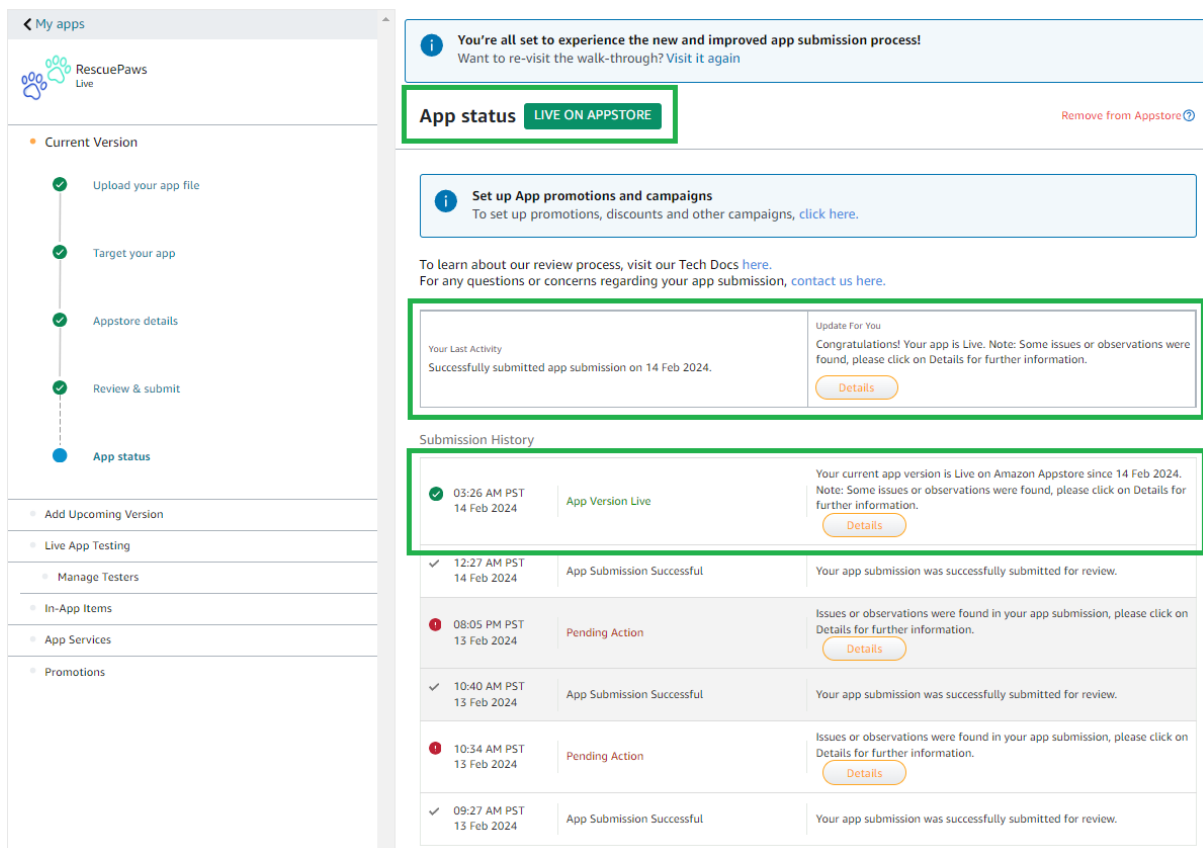 My apps
RescuePaws
Live
Current Version
Upload your app file
Target your app
Appstore details
Review & submit
App status
Add Upcoming Version
Live App Testing
Manage Testers
In-App Items
App Services
Promotions
You're all set to experience the new and improved app submission process!
Want to re-visit the walk-through? Visit it again
App status LIVE ON APPSTORE
Remove from Appstore
Set up App promotions and campaigns
To set up promotions, discounts and other campaigns, click here.
To learn about our review process, visit our Tech Docs here.
For any questions or concerns regarding your app submission, contact us here.
Your Last Activity
Successfully submitted app submission on 14 Feb 2024.
Update For You
Congratulations! Your app is Live. Note: Some issues or observations were
found, please click on Details for further information.
Details
Submission History
03:26 AM PST
14 Feb 2024
App Version Live
Your current app version is Live on Amazon Appstore since 14 Feb 2024.
Note: Some issues or observations were found, please click on Details for
further information.
Details
12:27 AM PST
14 Feb 2024
App Submission Successful
Your app submission was successfully submitted for review.
08:05 PM PST
13 Feb 2024
Pending Action
Issues or observations were found in your app submission, please click on
Details for further information.
Details
10:40 AM PST
13 Feb 2024
App Submission Successful
Your app submission was successfully submitted for review.
10:34 AM PST
13 Feb 2024
Pending Action
Issues or observations were found in your app submission, please click on
Details for further information.
Details
09:27 AM PST
13 Feb 2024
App Submission Successful
Your app submission was successfully submitted for review.